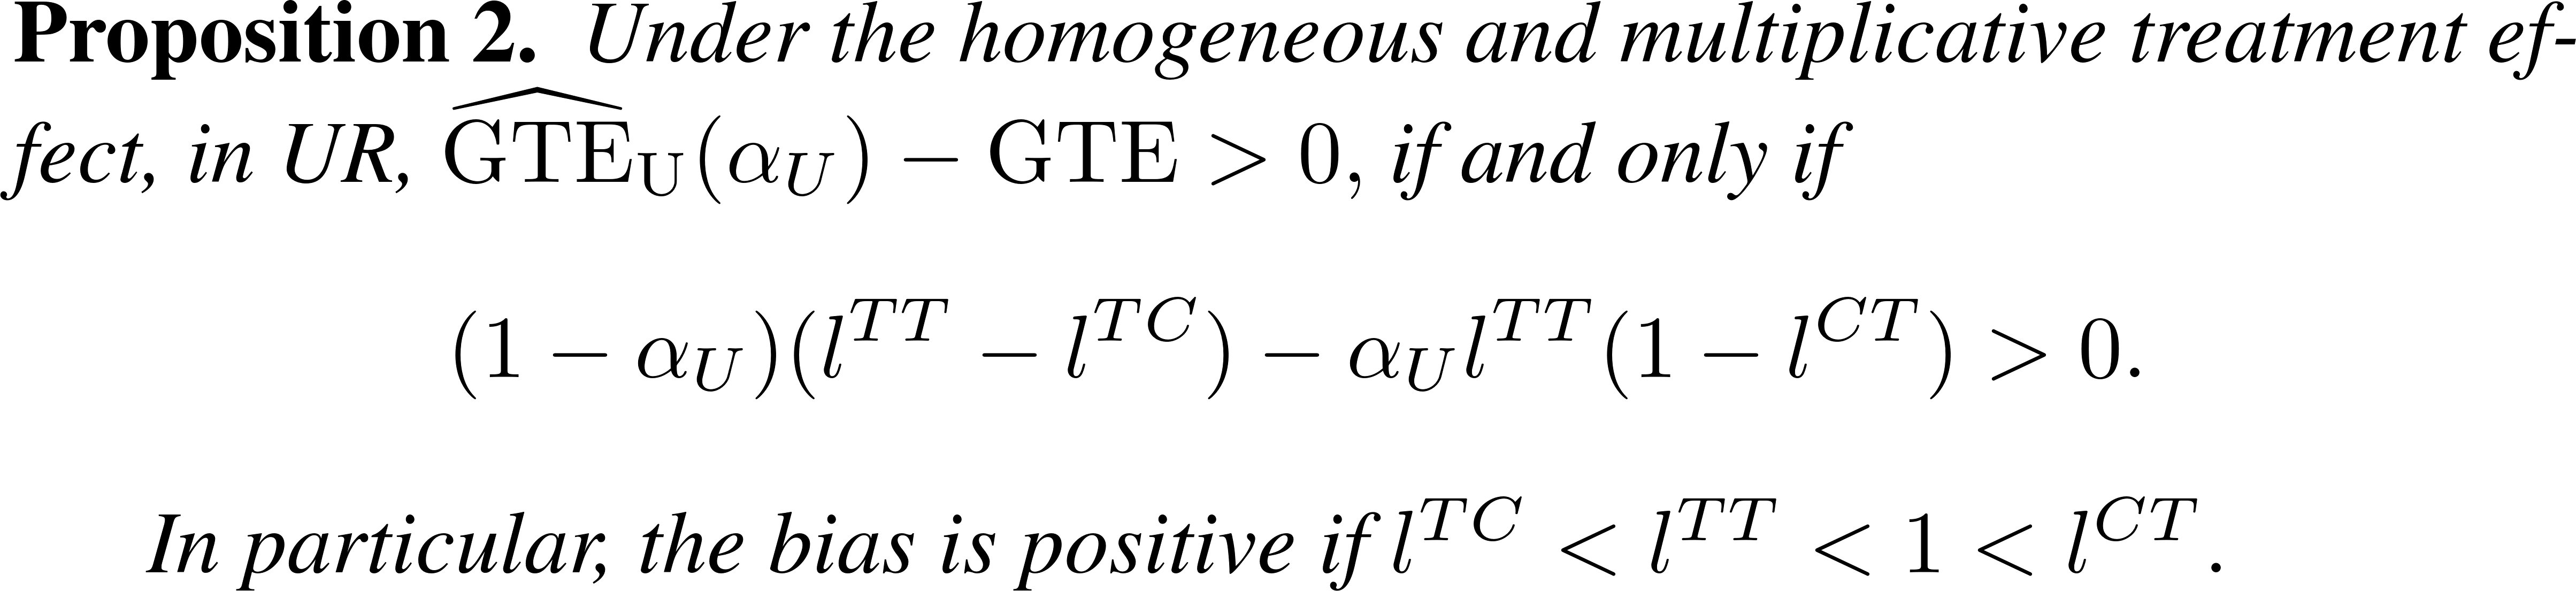 Proposition 2. Under the homogeneous and multiplicative treatment ef-
fect, in UR, $\widehat{\mathrm{GTE}}_{\mathrm{U}}(\alpha_U) - \mathrm{GTE} > 0$, if and only if
$(1 - \alpha_U)(l^{TT} - l^{TC}) - \alpha_U l^{TT}(1 - l^{CT}) > 0.$
In particular, the bias is positive if $l^{TC} < l^{TT} < 1 < l^{CT}$.